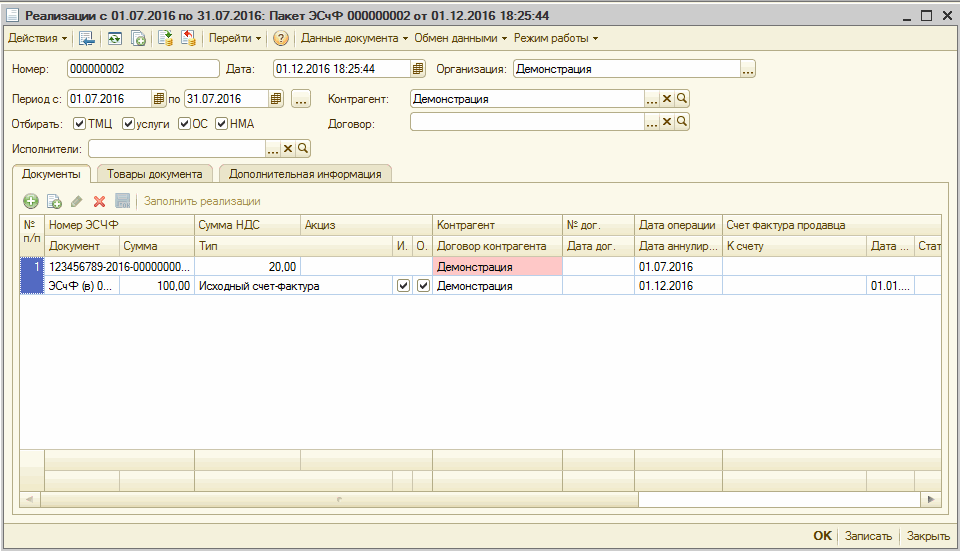 Реализации с 01.07.2016 по 31.07.2016: Пакет ЭСчФ 000000002 от 01.12.2016 18:25:44
Действия Перейти ? Данные документа Обмен данными Режим работы
Номер: 000000002 Дата: 01.12.2016 18:25:44 Организация: Демонстрация ...
Период с: 01.07.2016 по 31.07.2016 ... Контрагент: Демонстрация ...
Отбирать: ТМЦ услуги ОС НМА Договор: ...
Исполнители: ...
Документы Товары документа Дополнительная информация
Заполнить реализации
№ Номер ЭСЧФ Сумма НДС Акциз Контрагент № дог. Дата операции Счет фактура продавца
п/п Документ Сумма Тип И. О. Договор контрагента Дата дог. Дата аннулир... К счету Дата ... Стат
1 123456789-2016-00000000... 20,00 Демонстрация 01.07.2016
ЭСчФ (в) 0... 100,00 Исходный счет-фактура Демонстрация 01.12.2016 01.01....
OK Записать Закрыть